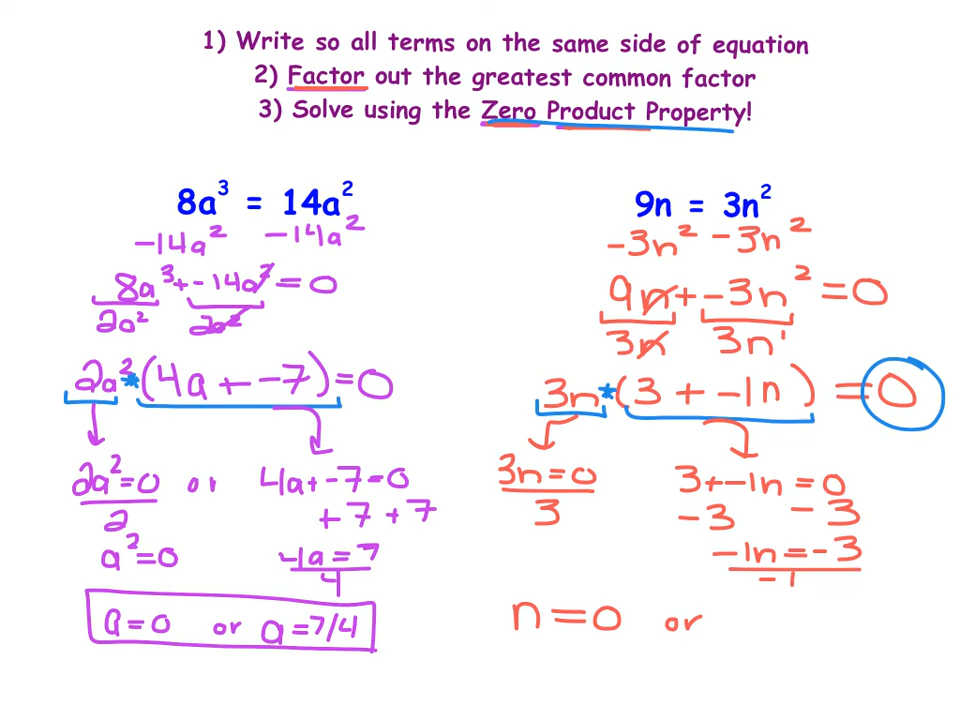 1) Write so all terms on the same side of equation
2) Factor out the greatest common factor
3) Solve using the Zero Product Property!
8a³ = 14a²
-14a² -14a²
8a³ + -14a² = 0
2a² 2a²
2a² * (4a + -7) = 0
2a² = 0 or 4a + -7 = 0
2 + 7 + 7
a² = 0 4a = 7
4
a = 0 or a = 7/4
9n = 3n²
-3n² -3n²
9n + -3n² = 0
3n 3n¹
3n * (3 + -1n) = 0
3n = 0 3 + -1n = 0
3 -3 -3
-1n = -3
-1
n = 0 or